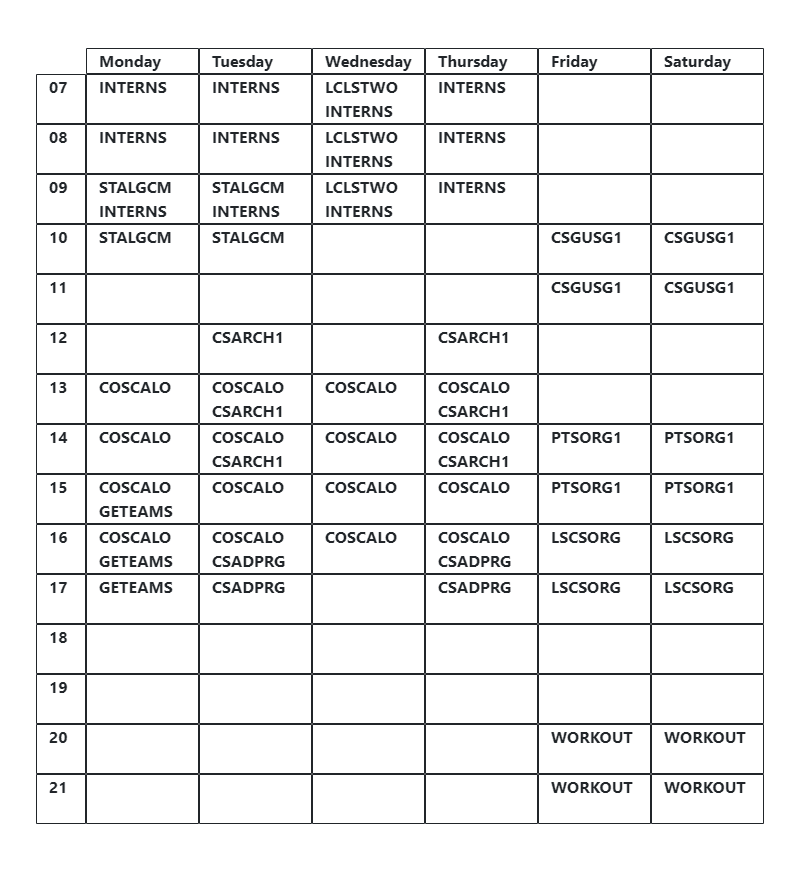 Monday Tuesday Wednesday Thursday Friday Saturday
07 INTERNS INTERNS LCLSTWO INTERNS
INTERNS
08 INTERNS INTERNS LCLSTWO INTERNS
INTERNS
09 STALGCM STALGCM LCLSTWO INTERNS
INTERNS INTERNS INTERNS
10 STALGCM STALGCM CSGUSG1 CSGUSG1
11 CSGUSG1 CSGUSG1
12 CSARCH1 CSARCH1
13 COSCALO COSCALO COSCALO COSCALO
CSARCH1 CSARCH1
14 COSCALO COSCALO COSCALO COSCALO PTSORG1 PTSORG1
CSARCH1 CSARCH1
15 COSCALO COSCALO COSCALO COSCALO PTSORG1 PTSORG1
GETEAMS
16 COSCALO COSCALO COSCALO COSCALO LSCSORG LSCSORG
GETEAMS CSADPRG CSADPRG
17 GETEAMS CSADPRG CSADPRG LSCSORG LSCSORG
18
19
20 WORKOUT WORKOUT
21 WORKOUT WORKOUT